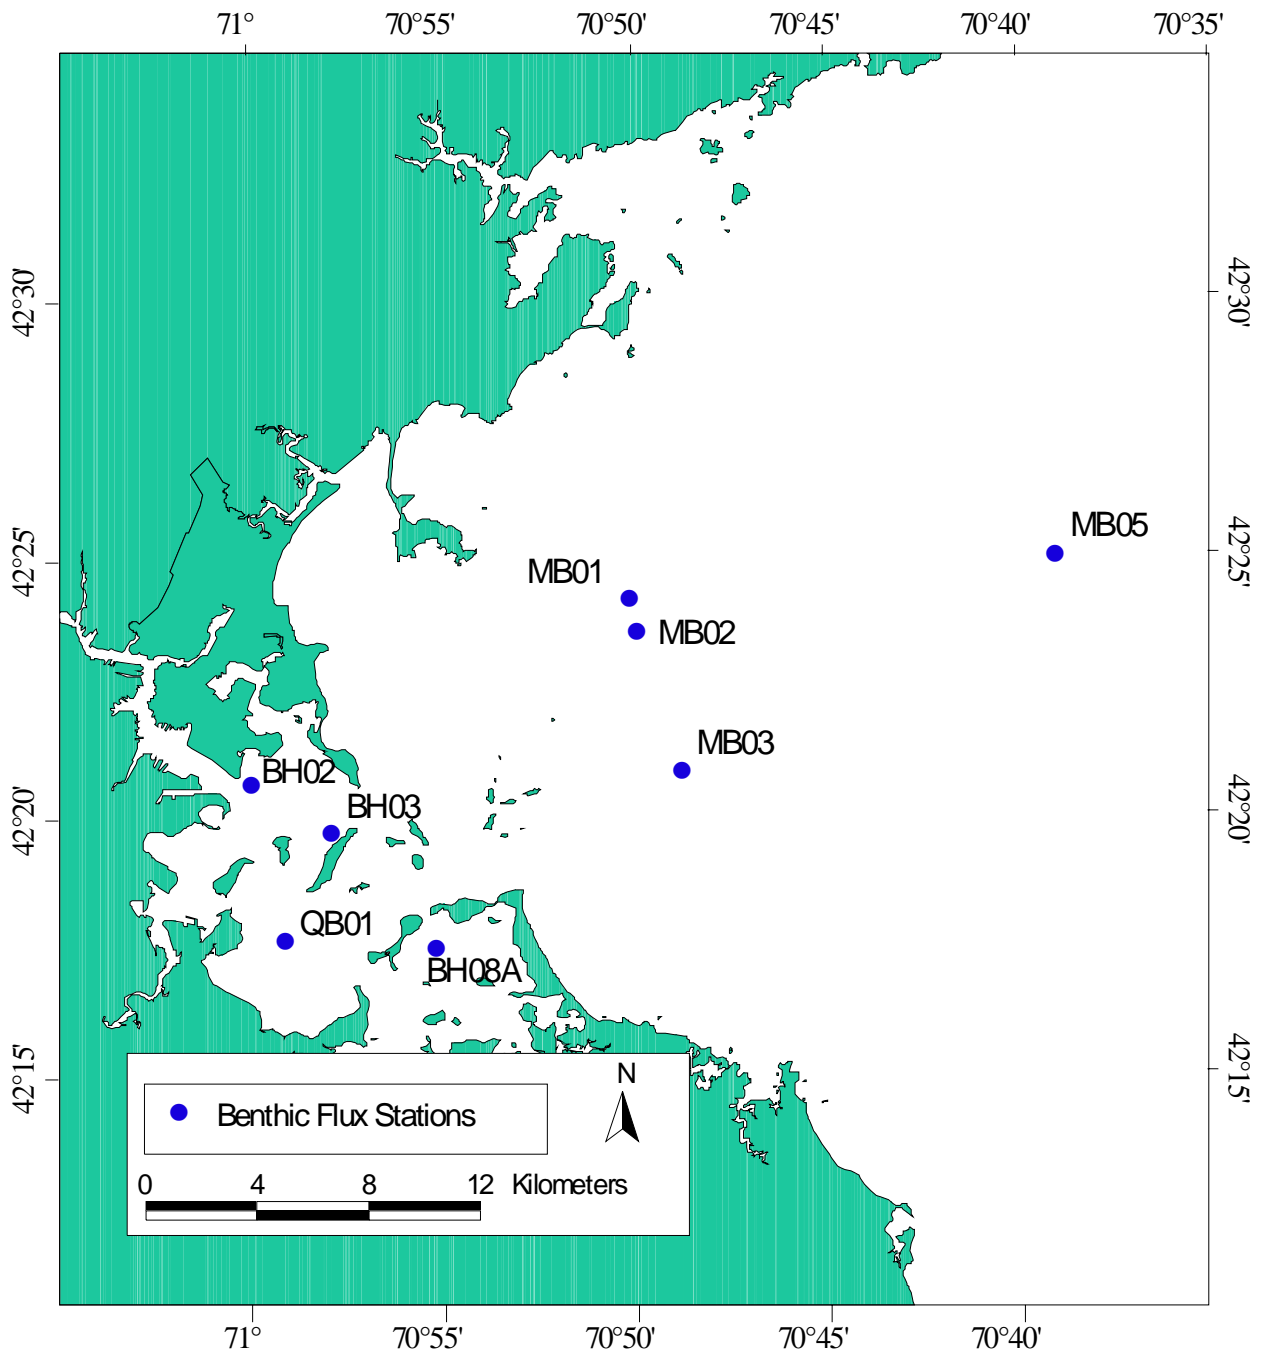 71° 70°55' 70°50' 70°45' 70°40' 70°35'
42°30' 42°30'
MB05
42°25' 42°25'
MB01
MB02
MB03
BH02
BH03
42°20' 42°20'
QB01
BH08A
42°15' 42°15'
N
Benthic Flux Stations
0 4 8 12 Kilometers
71° 70°55' 70°50' 70°45' 70°40'